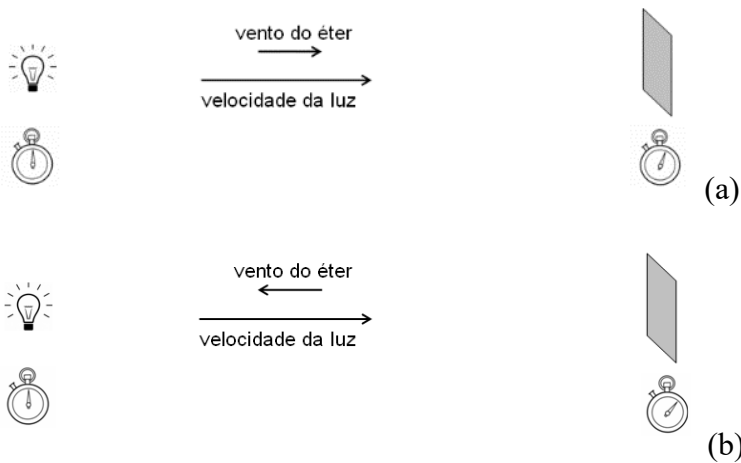 vento do éter
velocidade da luz
(a)
vento do éter
velocidade da luz
(b)